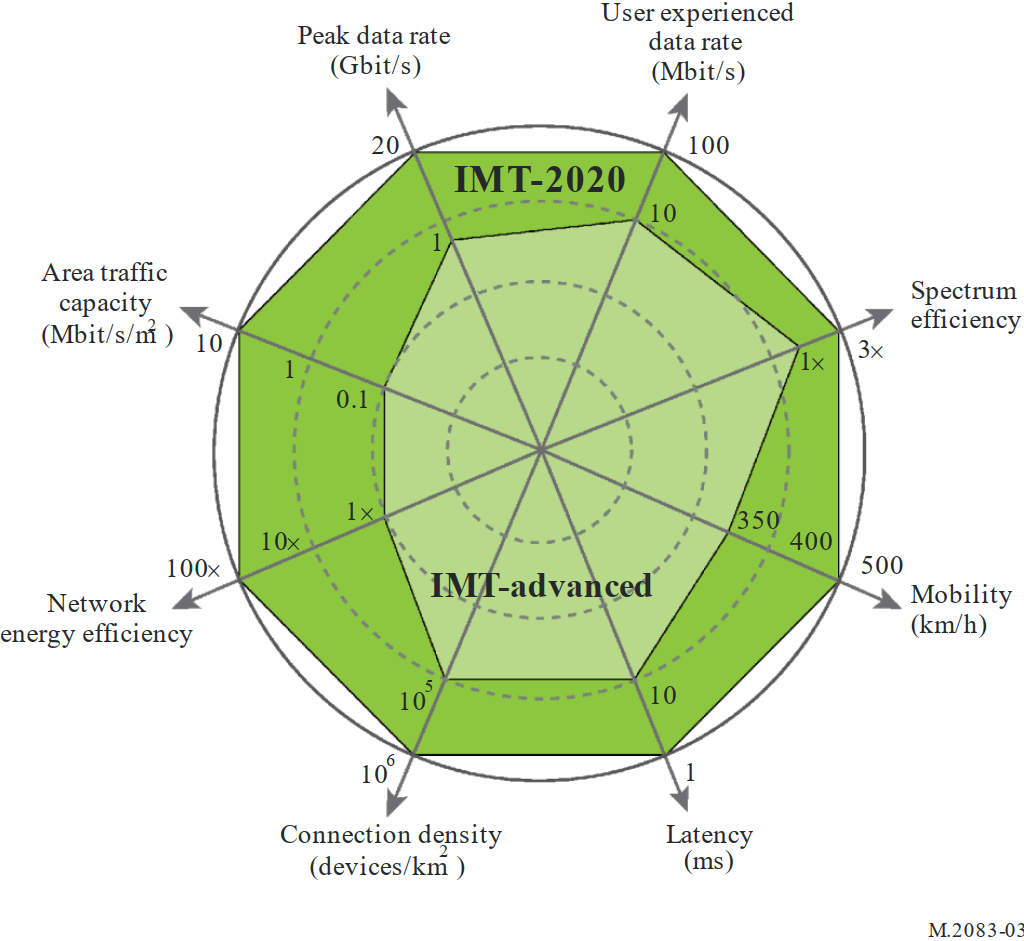 User experienced
data rate
(Mbit/s)
Peak data rate
(Gbit/s)
20
100
IMT-2020
10
1
Area traffic
capacity
(Mbit/s/m²)
10
1
0.1
Spectrum
efficiency
3×
1×
1×
10×
100×
Network
energy efficiency
350
400
500
Mobility
(km/h)
IMT-advanced
10⁵
10
10⁶
1
Connection density
(devices/km²)
Latency
(ms)
M.2083-03